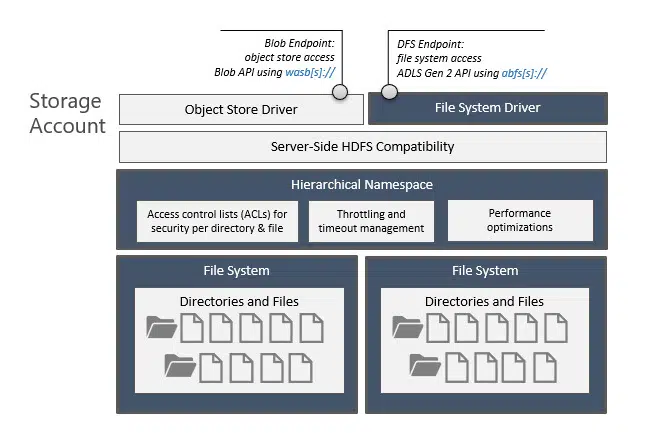 Blob Endpoint:
object store access
Blob API using wasb[s]://
DFS Endpoint:
file system access
ADLS Gen 2 API using abfs[s]://
Storage
Account
Object Store Driver
File System Driver
Server-Side HDFS Compatibility
Hierarchical Namespace
Access control lists (ACLs) for
security per directory & file
Throttling and
timeout management
Performance
optimizations
File System
Directories and Files
File System
Directories and Files